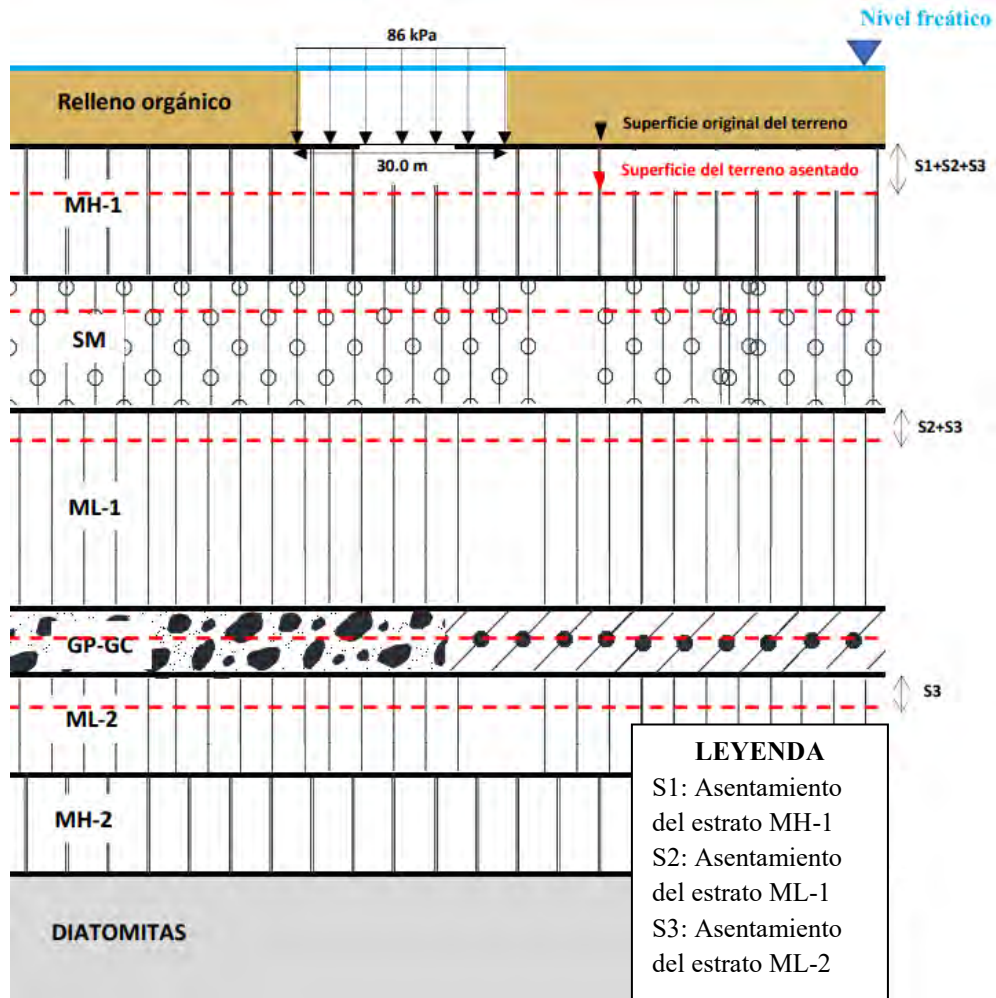 Nivel freático
86 kPa
Relleno orgánico
Superficie original del terreno
30.0 m
Superficie del terreno asentado
S1+S2+S3
MH-1
SM
S2+S3
ML-1
GP-GC
S3
ML-2
MH-2
DIATOMITAS
LEYENDA
S1: Asentamiento
del estrato MH-1
S2: Asentamiento
del estrato ML-1
S3: Asentamiento
del estrato ML-2